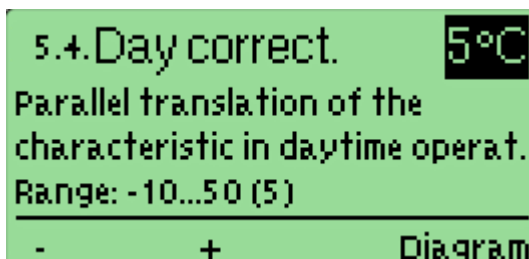 5.4.Day correct. 5°C
Parallel translation of the
characteristic in daytime operat.
Range: -10...50 (5)
- + Diagram